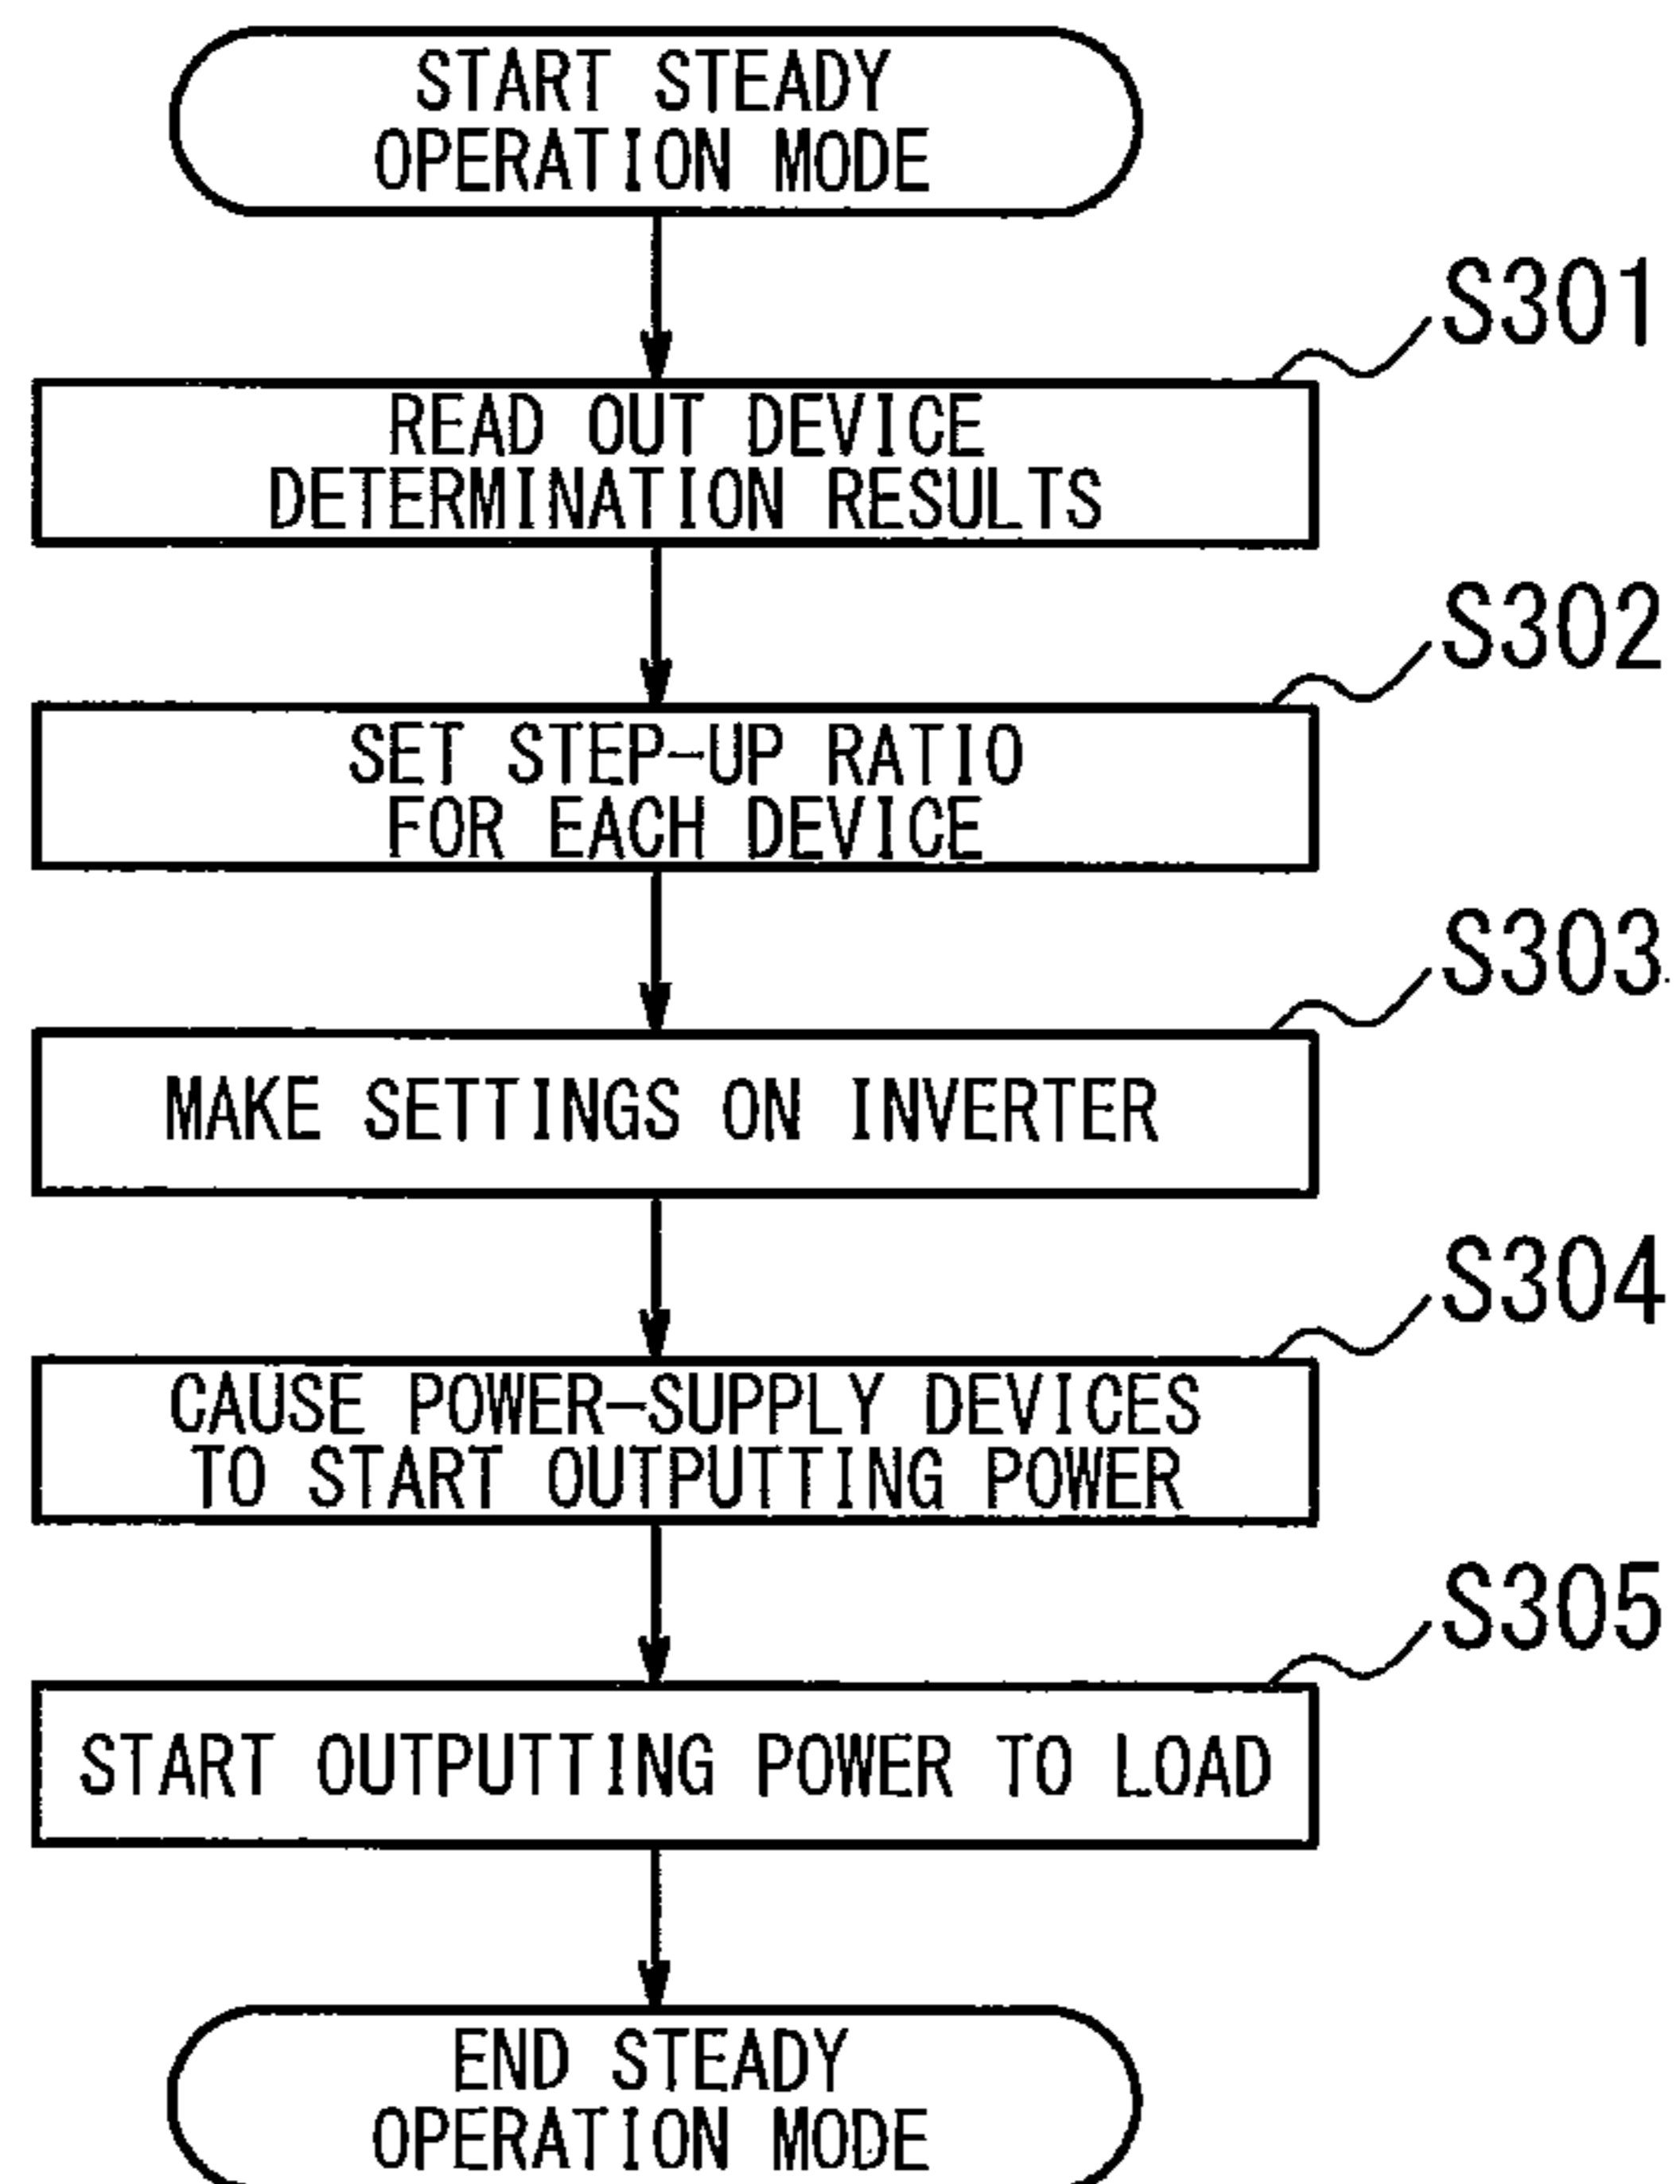 START STEADY
OPERATION MODE
S301
READ OUT DEVICE
DETERMINATION RESULTS
S302
SET STEP-UP RATIO
FOR EACH DEVICE
S303
MAKE SETTINGS ON INVERTER
S304
CAUSE POWER-SUPPLY DEVICES
TO START OUTPUTTING POWER
S305
START OUTPUTTING POWER TO LOAD
END STEADY
OPERATION MODE